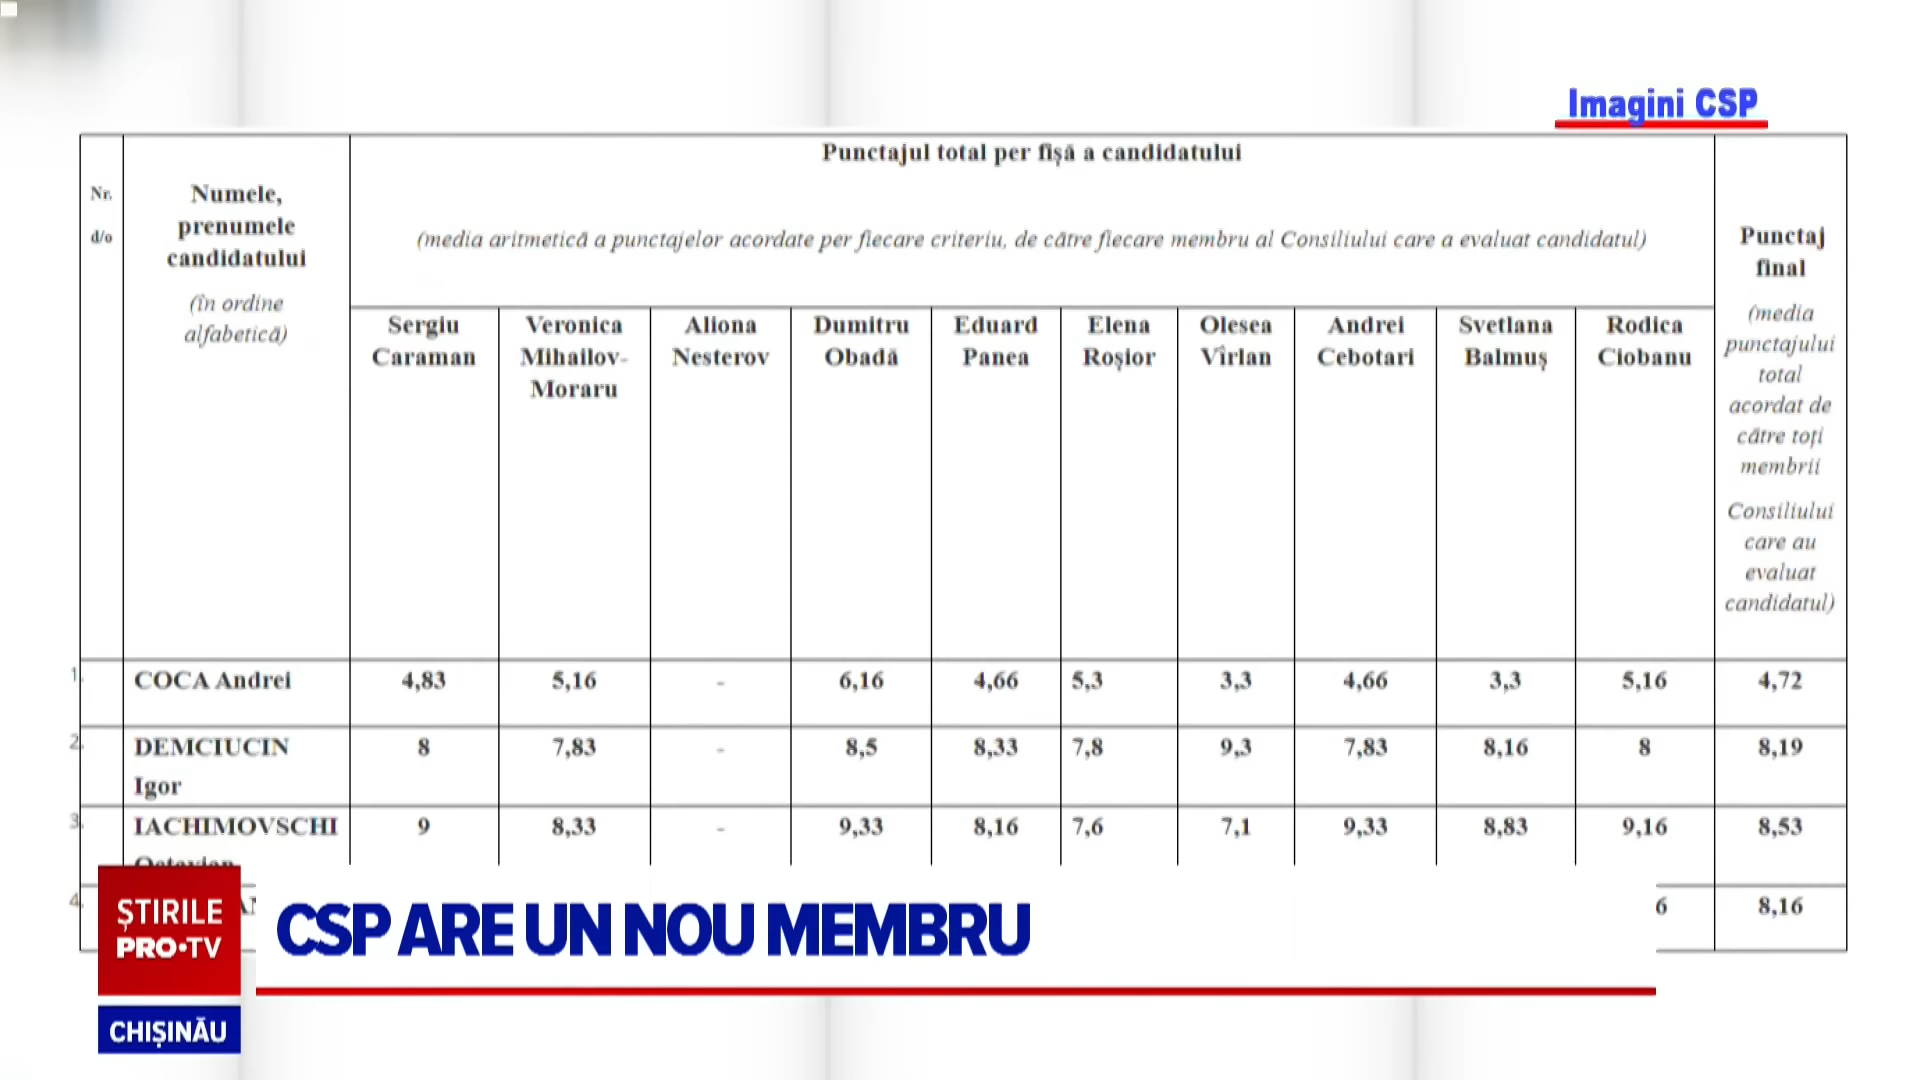 Imagini CSP
Punctajul total per fișă a candidatului
Nr.
d/o
Numele,
prenumele
candidatului
(în ordine
alfabetică)
(media aritmetică a punctajelor acordate per fiecare criteriu, de către fiecare membru al Consiliului care a evaluat candidatul)
Punctaj
final
(media
punctajului
total
acordat de
către toți
membrii
Consiliului
care au
evaluat
candidatul)
Sergiu
Caraman
Veronica
Mihailov-
Moraru
Aliona
Nesterov
Dumitru
Obadă
Eduard
Panea
Elena
Roșior
Olesea
Vîrlan
Andrei
Cebotari
Svetlana
Balmuș
Rodica
Ciobanu
1. COCA Andrei 4,83 5,16 - 6,16 4,66 5,3 3,3 4,66 3,3 5,16 4,72
2. DEMCIUCIN 8 7,83 - 8,5 8,33 7,8 9,3 7,83 8,16 8 8,19
Igor
3. IACHIMOVSCHI 9 8,33 - 9,33 8,16 7,6 7,1 9,33 8,83 9,16 8,53
4. 6 8,16
ȘTIRILE
PRO•TV
CHIȘINĂU
CSP ARE UN NOU MEMBRU